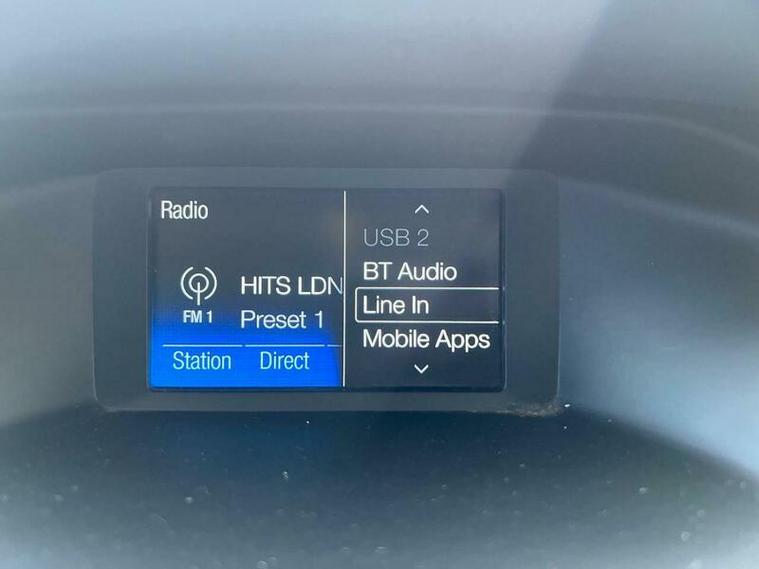 Radio
FM 1
HITS LDN
Preset 1
Station
Direct
USB 2
BT Audio
Line In
Mobile Apps